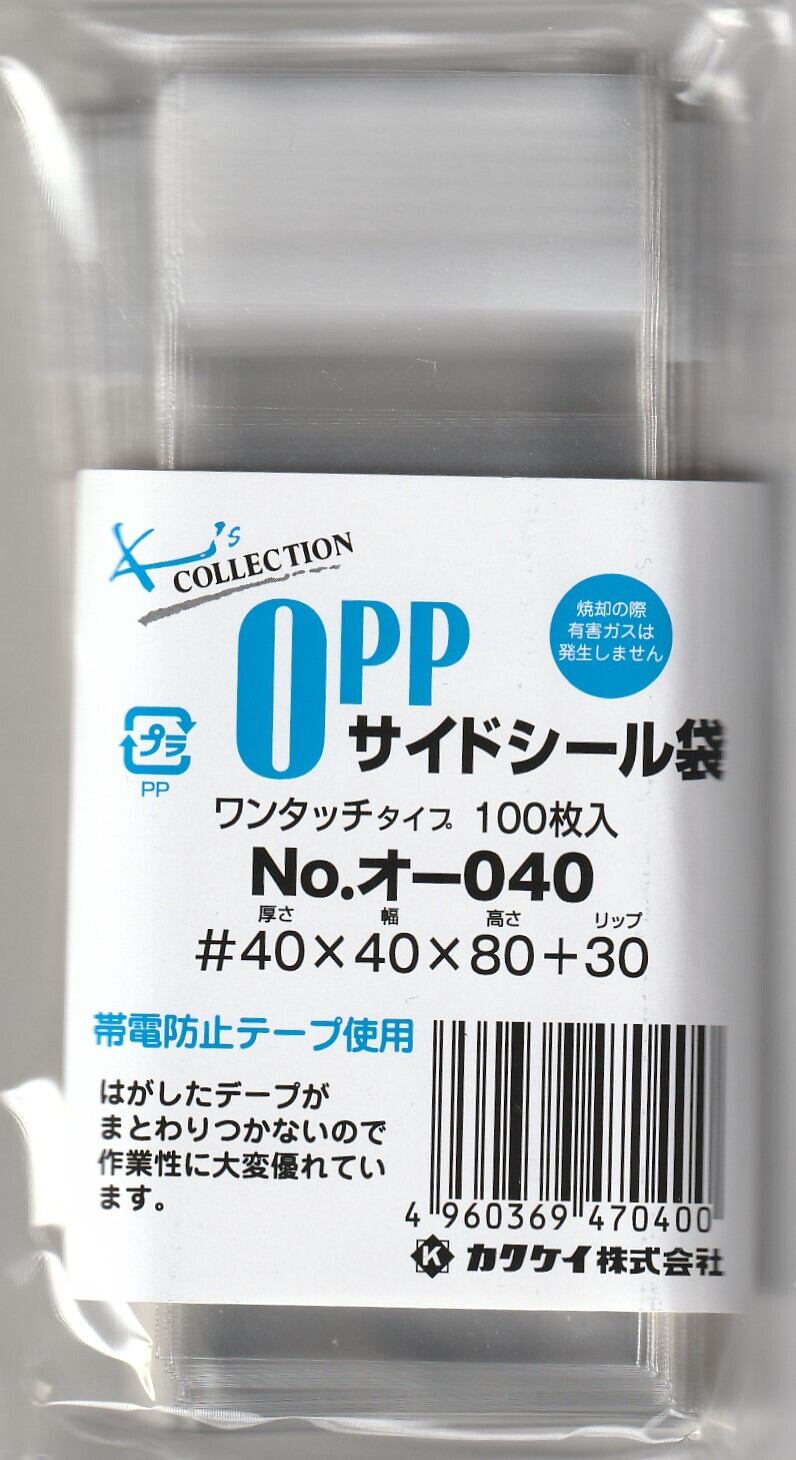 K's
COLLECTION
OPP
焼却の際
有害ガスは
発生しません
サイドシール袋
プラ
PP
ワンタッチタイプ 100枚入
No.オー040
厚さ 幅 高さ リップ
#40×40×80+30
帯電防止テープ使用
はがしたデープが
まとわりつかないので
作業性に大変優れてい
ます。
4 960369 470400
K カクケイ株式会社